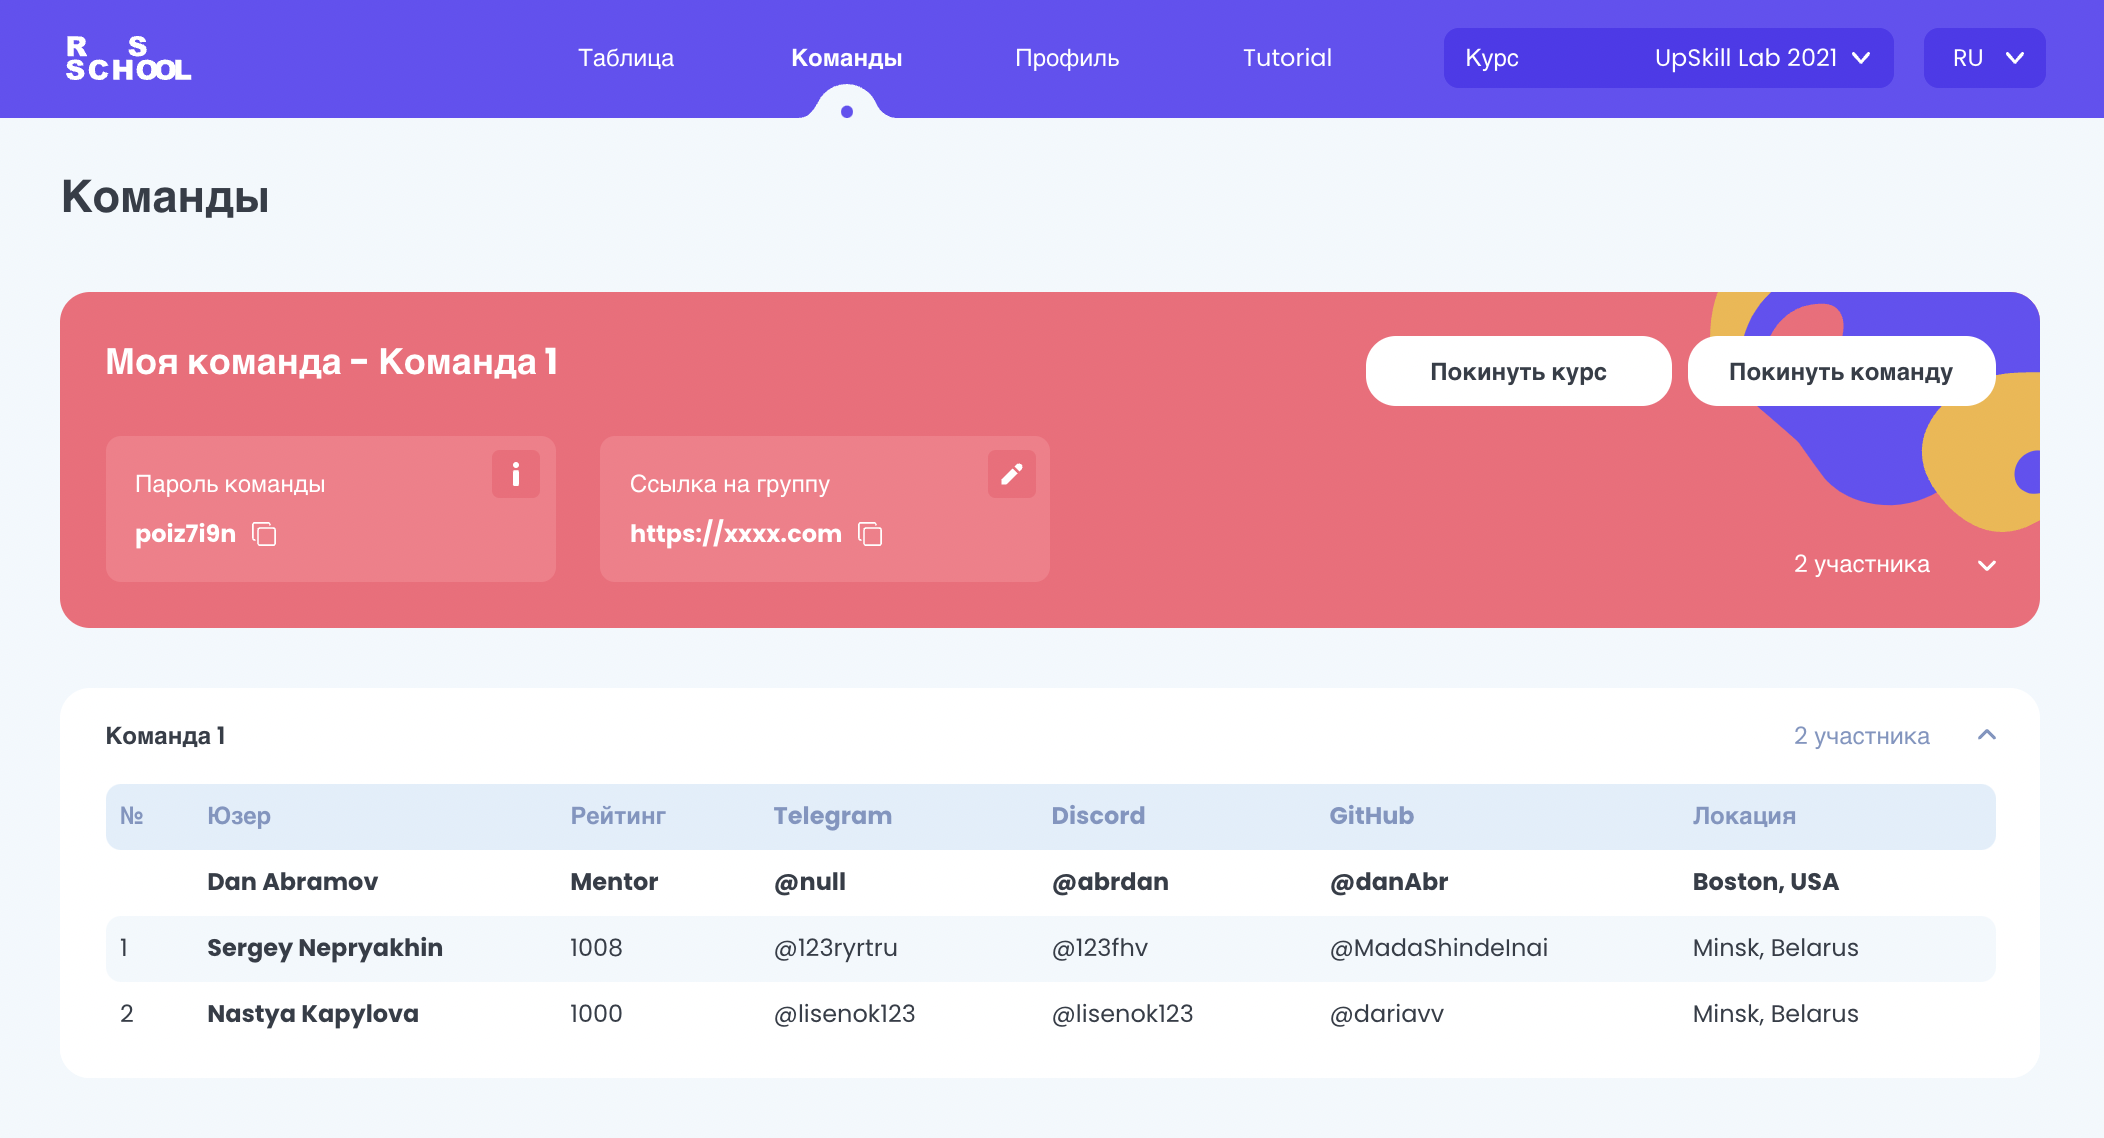 R S
SCHOOL
Таблица Команды Профиль Tutorial Курс UpSkill Lab 2021 RU
Команды
Моя команда – Команда 1
Покинуть курс Покинуть команду
Пароль команды
poiz7i9n
Ссылка на группу
https://xxxx.com
2 участника
Команда 1 2 участника
№ Юзер Рейтинг Telegram Discord GitHub Локация
Dan Abramov Mentor @null @abrdan @danAbr Boston, USA
1 Sergey Nepryakhin 1008 @123ryrtru @123fhv @MadaShindeInai Minsk, Belarus
2 Nastya Kapylova 1000 @lisenok123 @lisenok123 @dariavv Minsk, Belarus